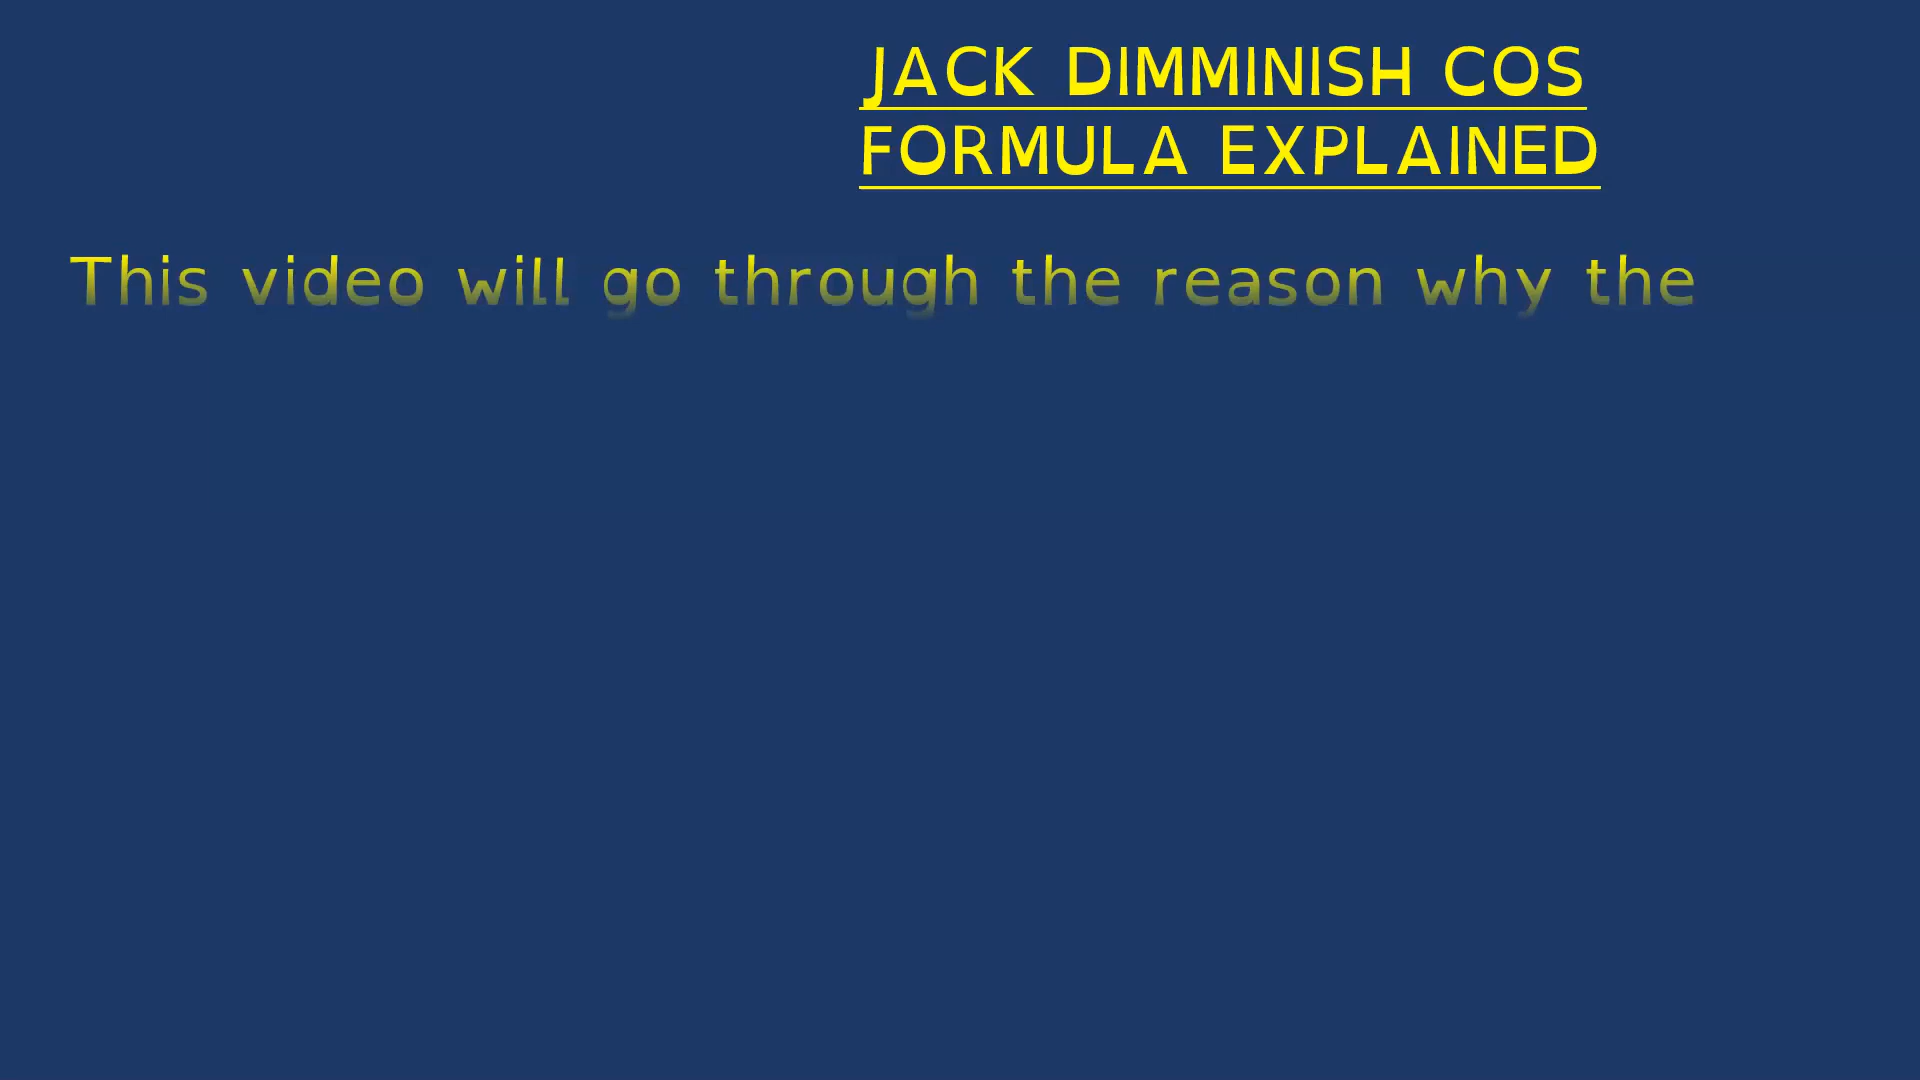 JACK DIMMINISH COS
FORMULA EXPLAINED
This video will go through the reason why the